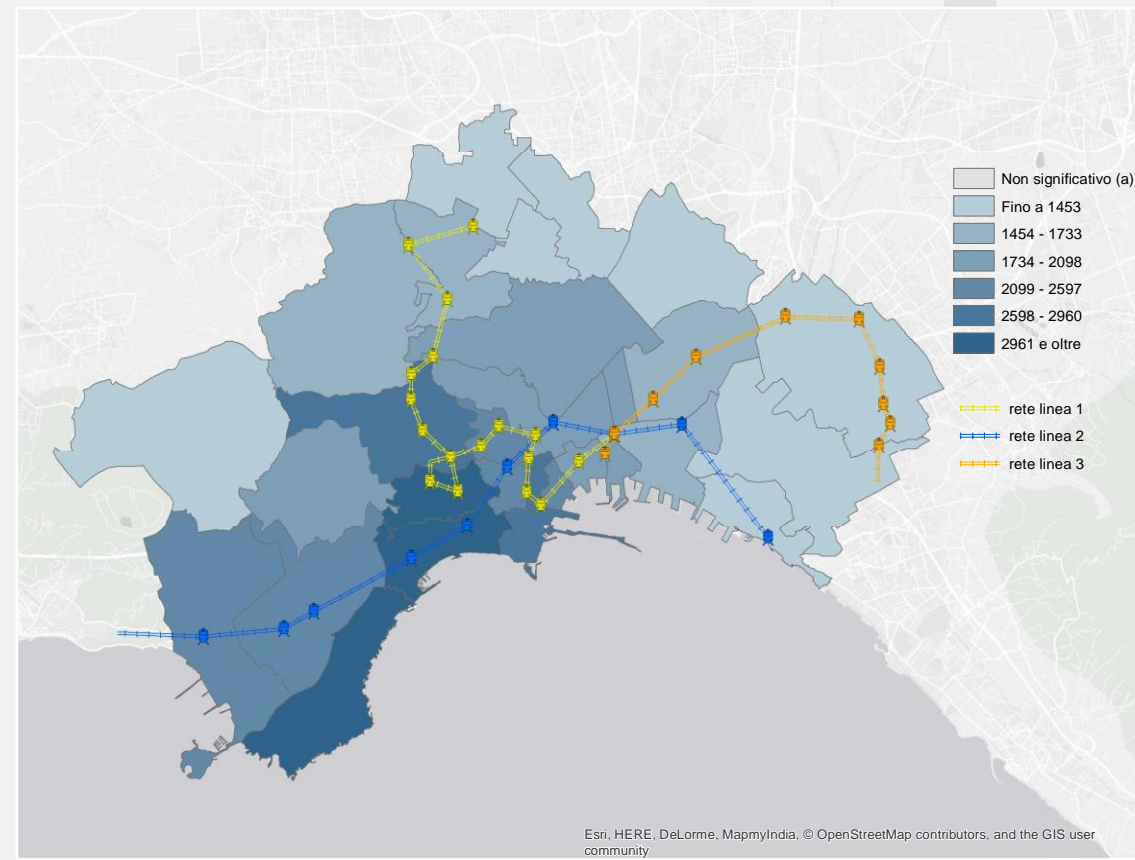 Non significativo (a)
Fino a 1453
1454 - 1733
1734 - 2098
2099 - 2597
2598 - 2960
2961 e oltre
rete linea 1
rete linea 2
rete linea 3
Esri, HERE, DeLorme, MapmyIndia, © OpenStreetMap contributors, and the GIS user
community